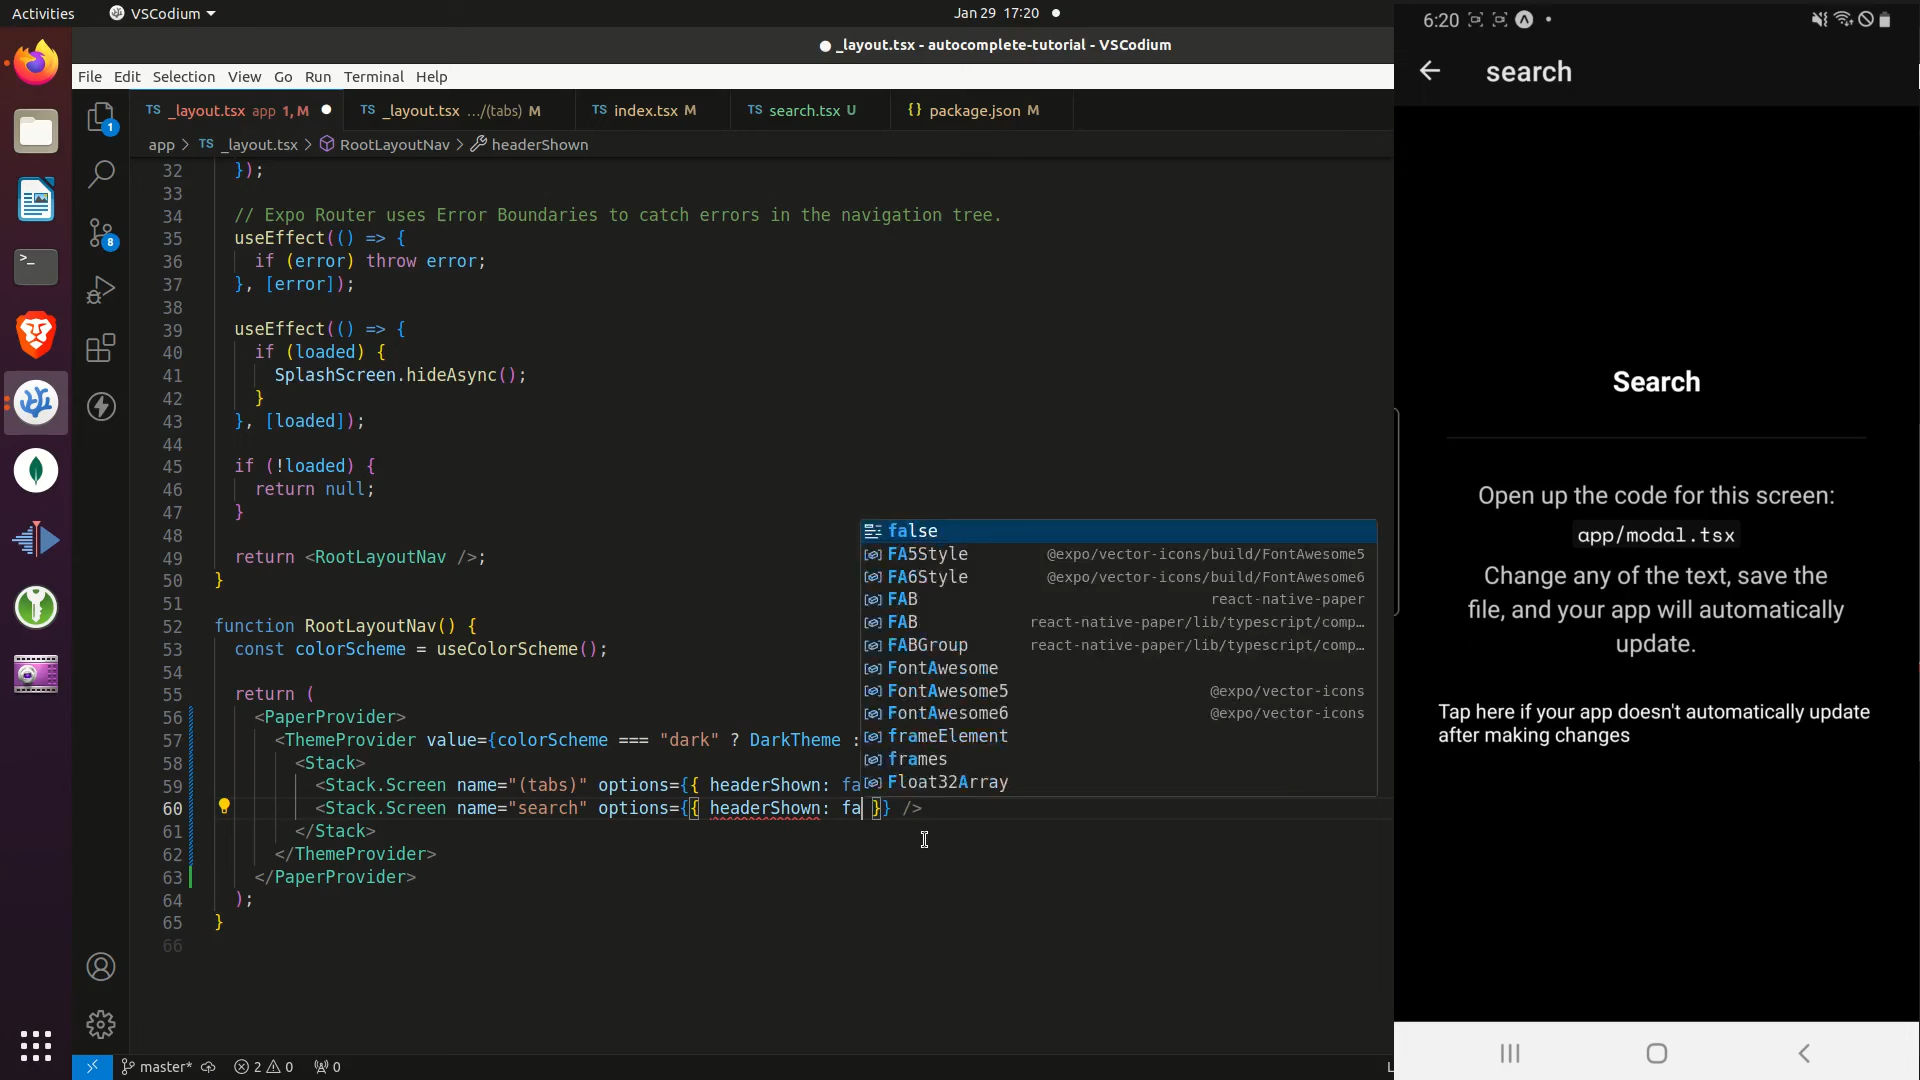 Activities
VSCodium
Jan 29 17:20
_layout.tsx - autocomplete-tutorial - VSCodium
File Edit Selection View Go Run Terminal Help
TS _layout.tsx app 1, M
TS _layout.tsx .../(tabs) M
TS index.tsx M
TS search.tsx U
{} package.json M
app > TS _layout.tsx > RootLayoutNav > headerShown
32 });
33
34 // Expo Router uses Error Boundaries to catch errors in the navigation tree.
35 useEffect(() => {
36 if (error) throw error;
37 }, [error]);
38
39 useEffect(() => {
40 if (loaded) {
41 SplashScreen.hideAsync();
42 }
43 }, [loaded]);
44
45 if (!loaded) {
46 return null;
47 }
48
49 return <RootLayoutNav />;
50 }
51
52 function RootLayoutNav() {
53 const colorScheme = useColorScheme();
54
55 return (
56 <PaperProvider>
57 <ThemeProvider value={colorScheme === "dark" ? DarkTheme :
58 <Stack>
59 <Stack.Screen name="(tabs)" options={{ headerShown: fa
60 <Stack.Screen name="search" options={{ headerShown: fa }} />
61 </Stack>
62 </ThemeProvider>
63 </PaperProvider>
64 );
65 }
66
false
FA5Style @expo/vector-icons/build/FontAwesome5
FA6Style @expo/vector-icons/build/FontAwesome6
FAB react-native-paper
FAB react-native-paper/lib/typescript/comp…
FABGroup react-native-paper/lib/typescript/comp…
FontAwesome
FontAwesome5 @expo/vector-icons
FontAwesome6 @expo/vector-icons
frameElement
frames
Float32Array
1
8
master* 2 0 0
L
6:20
search
Search
Open up the code for this screen:
app/modal.tsx
Change any of the text, save the
file, and your app will automatically
update.
Tap here if your app doesn't automatically update
after making changes